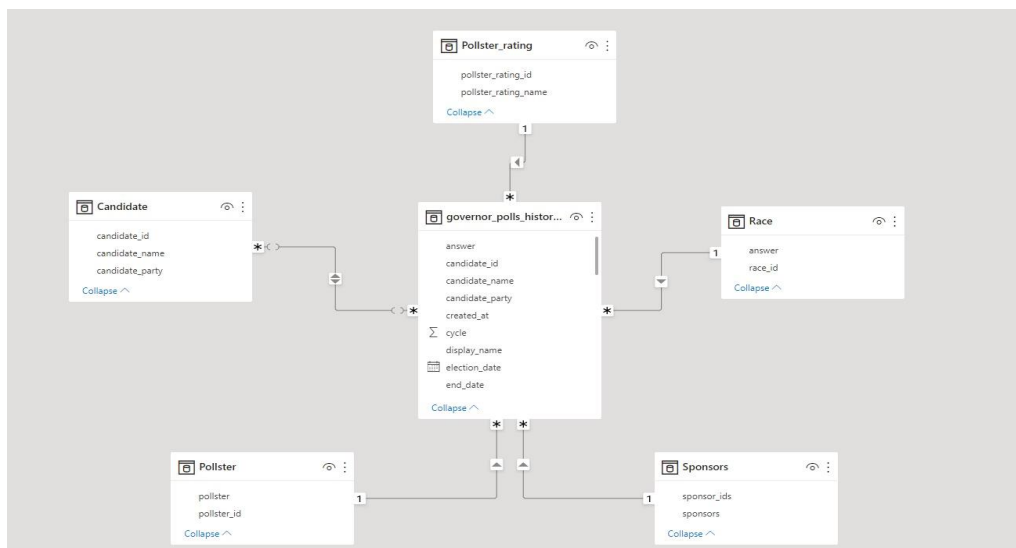 Pollster_rating
pollster_rating_id
pollster_rating_name
Collapse
1
*
Candidate
candidate_id
candidate_name
candidate_party
Collapse
*
*
governor_polls_histor...
answer
candidate_id
candidate_name
candidate_party
created_at
Σ cycle
display_name
election_date
end_date
Collapse
*
*
Race
answer
race_id
Collapse
1
*
Pollster
pollster
pollster_id
Collapse
1
Sponsors
sponsor_ids
sponsors
Collapse
1